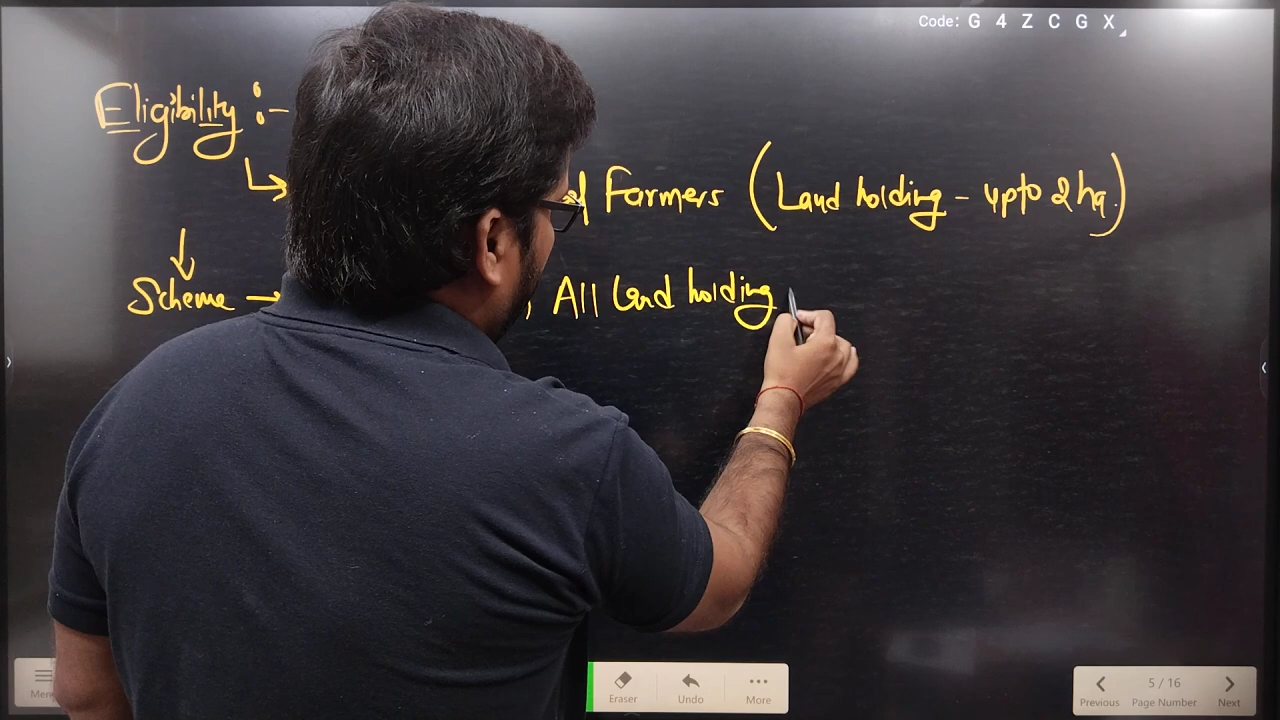 Code: G 4 Z C G X
Eligibility :-
Farmers (Land holding - upto 2 ha.)
Scheme → , All land holding
Eraser Undo More
5 / 16
Previous Page Number Next